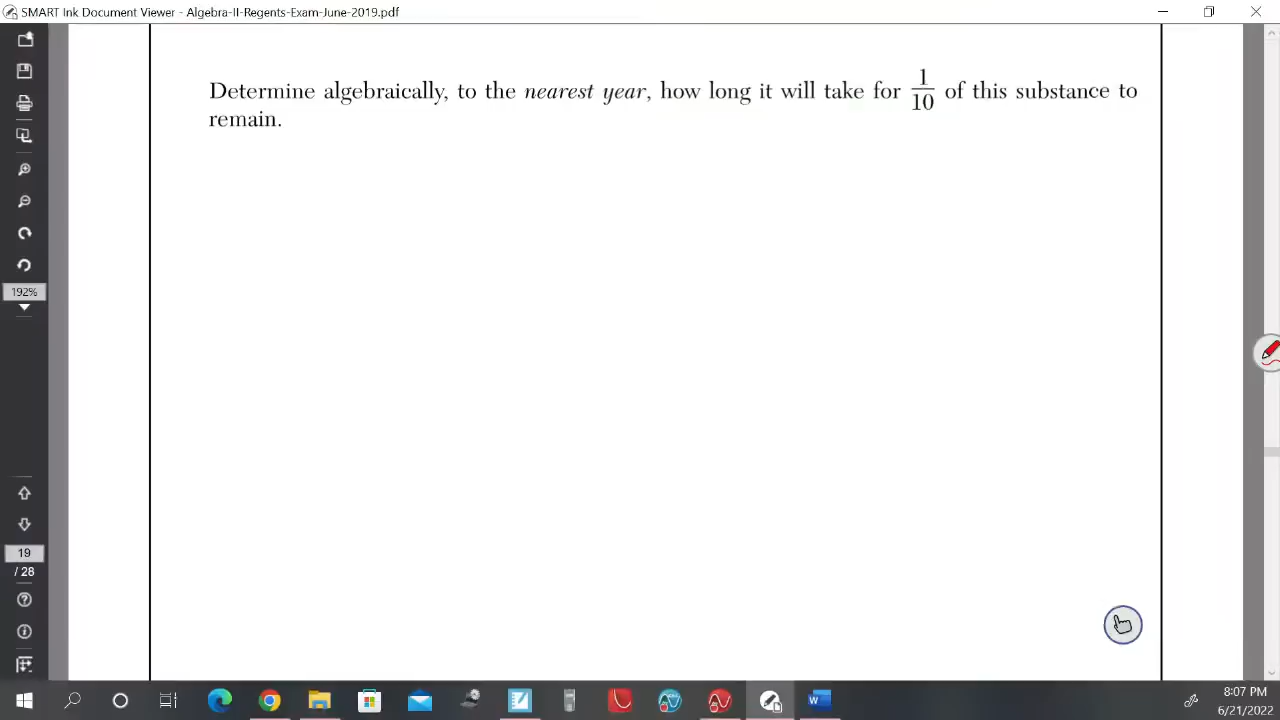 SMART Ink Document Viewer - Algebra-II-Regents-Exam-June-2019.pdf
Determine algebraically, to the nearest year, how long it will take for 1/10 of this substance to
remain.
192%
19
/ 28
8:07 PM
6/21/2022